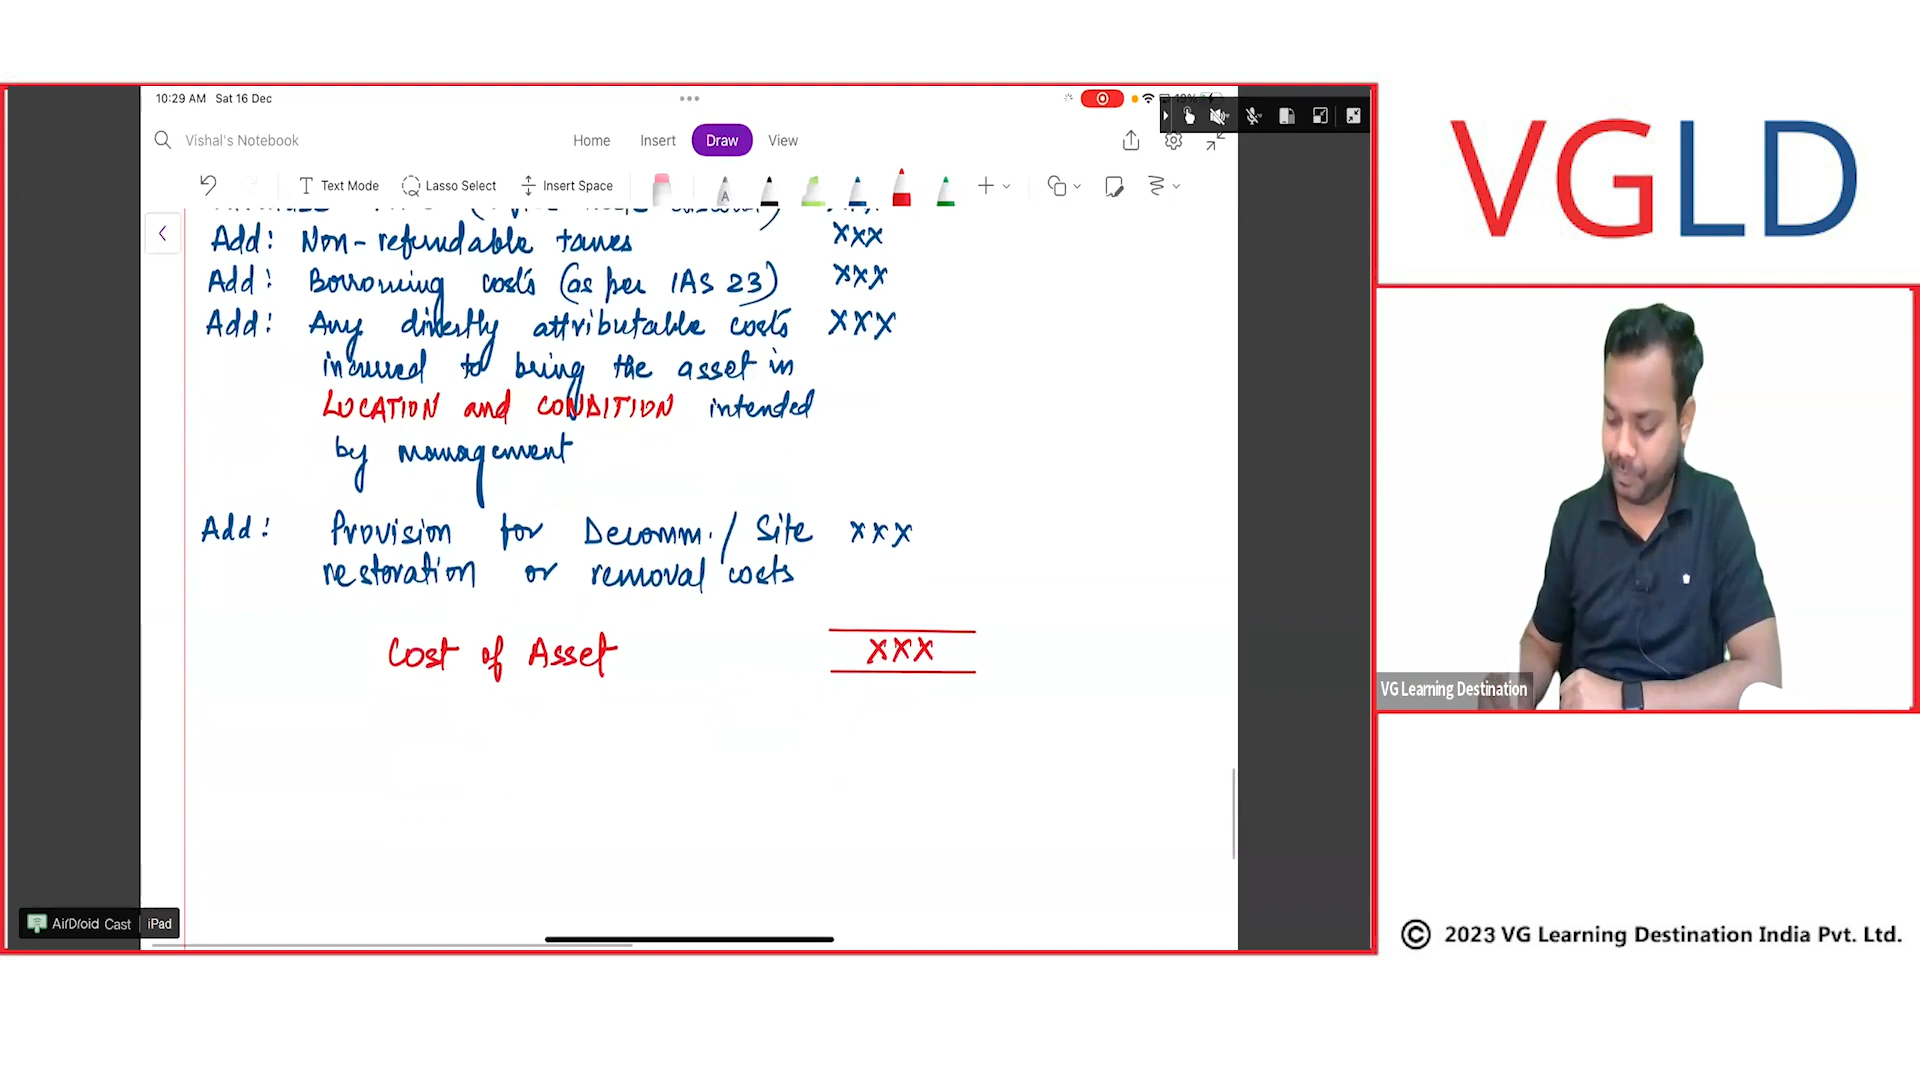 10:29 AM Sat 16 Dec
VGLD
Vishal's Notebook
Home Insert Draw View
Text Mode Lasso Select Insert Space
Add: Non-refundable taxes XXX
Add: Borrowing costs (as per IAS 23) XXX
Add: Any directly attributable costs XXX
incurred to bring the asset in
LOCATION and CONDITION intended
by management
Add: Provision for Decomm. / Site XXX
restoration or removal costs
Cost of Asset XXX
VG Learning Destination
AirDroid Cast iPad
© 2023 VG Learning Destination India Pvt. Ltd.